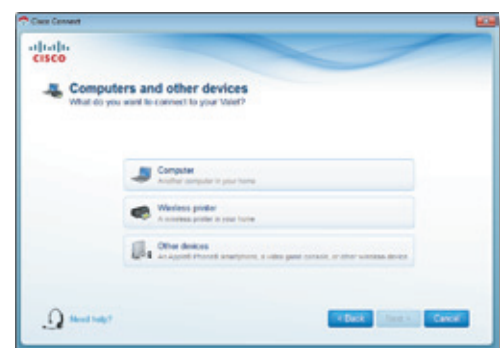 Cisco Connect
CISCO
Computers and other devices
What do you want to connect to your Valet?
Computer
Another computer in your home
Wireless printer
A wireless printer in your home
Other devices
An Apple® iPhone® smartphone, a video game console, or other wireless device
Need help?
< Back
Next >
Cancel